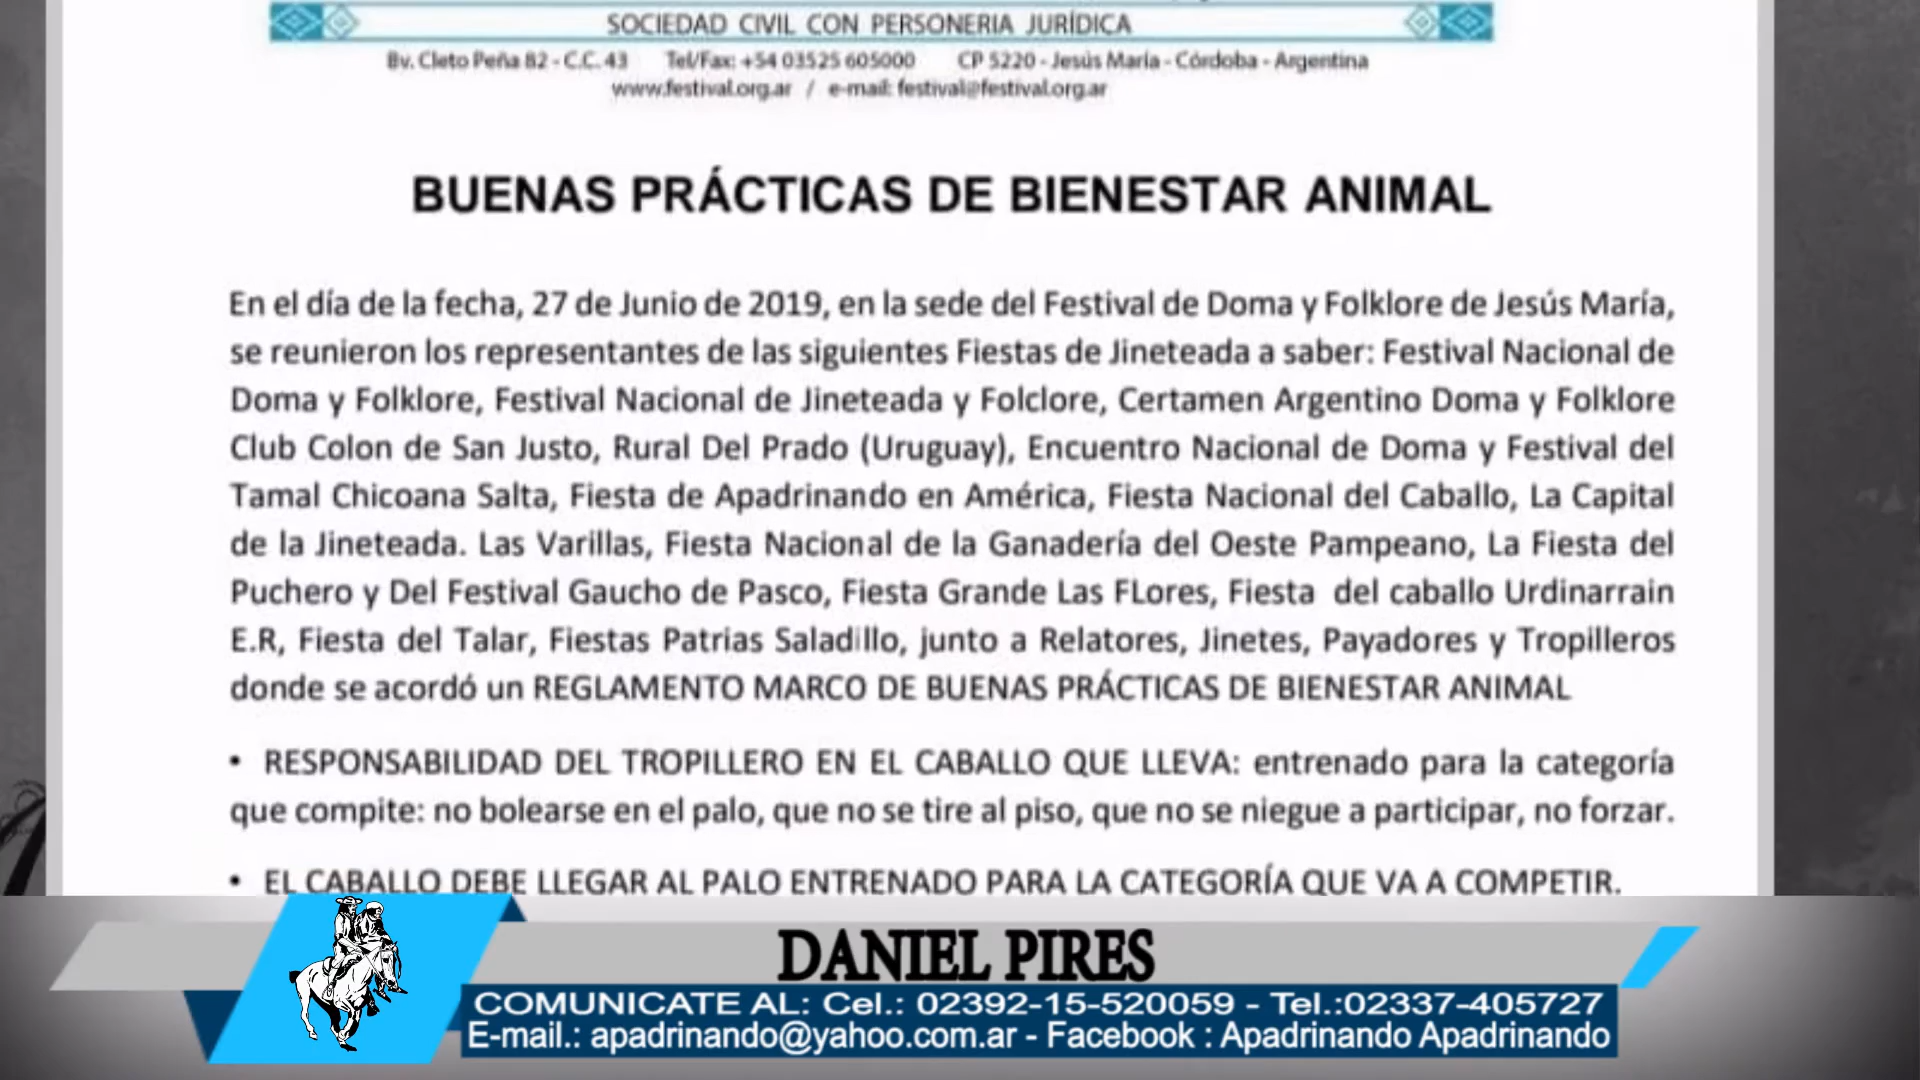 SOCIEDAD CIVIL CON PERSONERIA JURÍDICA
Bv. Cleto Peña 82 - C.C. 43 Tel/Fax: +54 03525 605000 CP 5220 - Jesús María - Córdoba - Argentina
www.festival.org.ar / e-mail: festival@festival.org.ar
BUENAS PRÁCTICAS DE BIENESTAR ANIMAL
En el día de la fecha, 27 de Junio de 2019, en la sede del Festival de Doma y Folklore de Jesús María,
se reunieron los representantes de las siguientes Fiestas de Jineteada a saber: Festival Nacional de
Doma y Folklore, Festival Nacional de Jineteada y Folclore, Certamen Argentino Doma y Folklore
Club Colon de San Justo, Rural Del Prado (Uruguay), Encuentro Nacional de Doma y Festival del
Tamal Chicoana Salta, Fiesta de Apadrinando en América, Fiesta Nacional del Caballo, La Capital
de la Jineteada. Las Varillas, Fiesta Nacional de la Ganadería del Oeste Pampeano, La Fiesta del
Puchero y Del Festival Gaucho de Pasco, Fiesta Grande Las FLores, Fiesta del caballo Urdinarrain
E.R, Fiesta del Talar, Fiestas Patrias Saladillo, junto a Relatores, Jinetes, Payadores y Tropilleros
donde se acordó un REGLAMENTO MARCO DE BUENAS PRÁCTICAS DE BIENESTAR ANIMAL
• RESPONSABILIDAD DEL TROPILLERO EN EL CABALLO QUE LLEVA: entrenado para la categoría
que compite: no bolearse en el palo, que no se tire al piso, que no se niegue a participar, no forzar.
• EL CABALLO DEBE LLEGAR AL PALO ENTRENADO PARA LA CATEGORÍA QUE VA A COMPETIR.
DANIEL PIRES
COMUNICATE AL: Cel.: 02392-15-520059 - Tel.:02337-405727
E-mail.: apadrinando@yahoo.com.ar - Facebook : Apadrinando Apadrinando